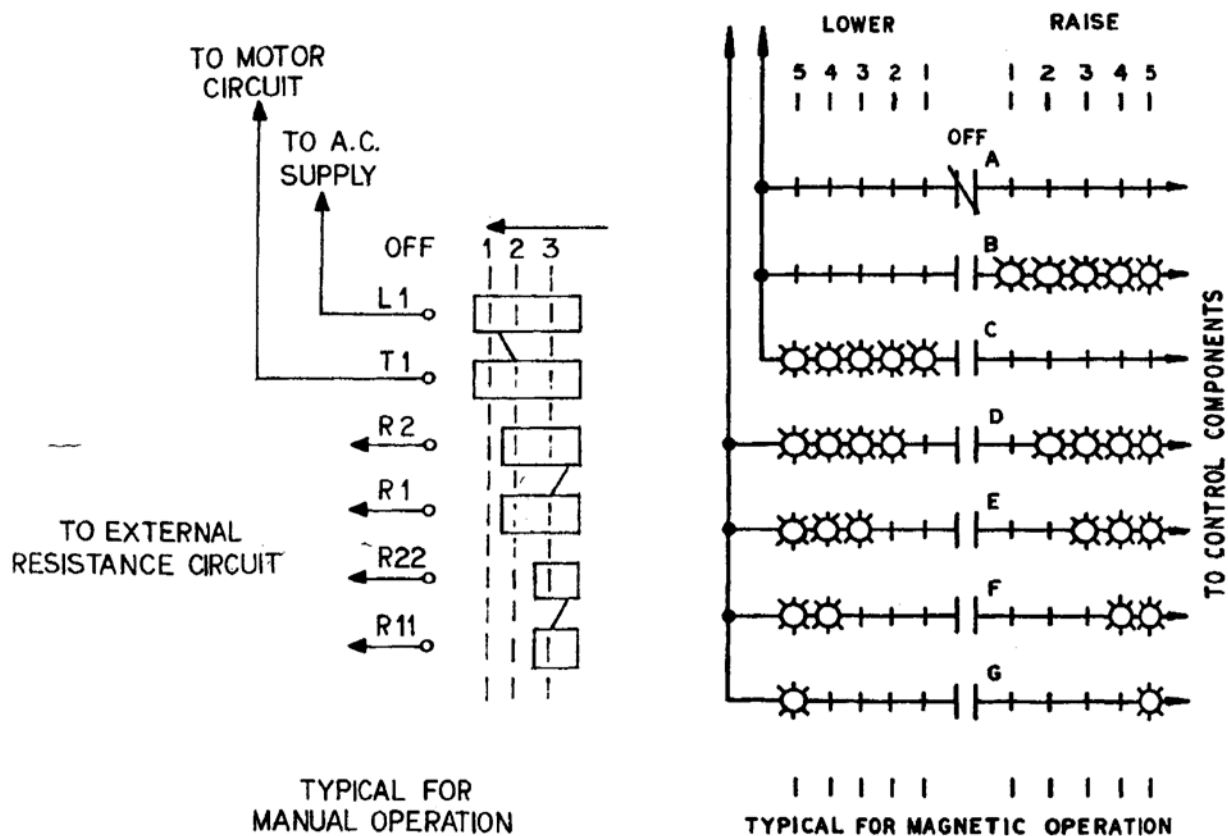 TO MOTOR
CIRCUIT
TO A.C.
SUPPLY
OFF 1 2 3
L1
T1
R2
R1
TO EXTERNAL
RESISTANCE CIRCUIT
R22
R11
TYPICAL FOR
MANUAL OPERATION
LOWER RAISE
5 4 3 2 1 1 2 3 4 5
OFF
A
B
C
D
E
F
G
TO CONTROL COMPONENTS
TYPICAL FOR MAGNETIC OPERATION